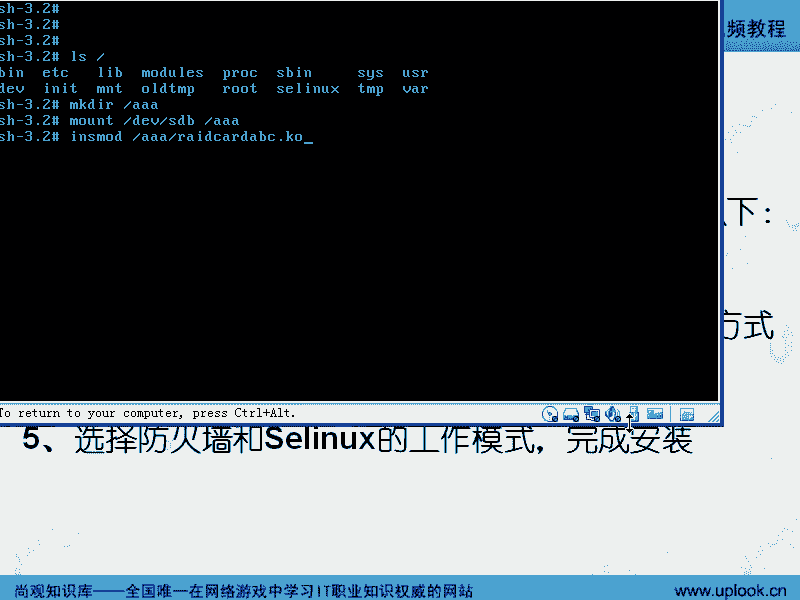 sh-3.2#
sh-3.2#
sh-3.2#
sh-3.2# ls /
bin etc lib modules proc sbin sys usr
dev init mnt oldtmp root selinux tmp var
sh-3.2# mkdir /aaa
sh-3.2# mount /dev/sdb /aaa
sh-3.2# insmod /aaa/raidcardabc.ko_
频教程
下：
方式
To return to your computer, press Ctrl+Alt.
5、选择防火墙和Selinux的工作模式，完成安装
尚观知识库——全国唯一在网络游戏中学习IT职业知识权威的网站
www.uplook.cn